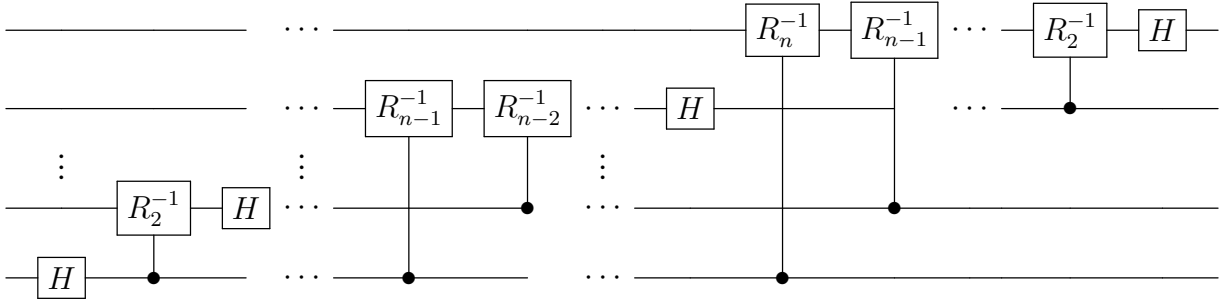 ⋯ R_n^{-1} R_{n-1}^{-1} ⋯ R_2^{-1} H
⋯ R_{n-1}^{-1} R_{n-2}^{-1} ⋯ H ⋯
⋮ ⋮ ⋮
R_2^{-1} H ⋯ ⋯
H ⋯ ⋯